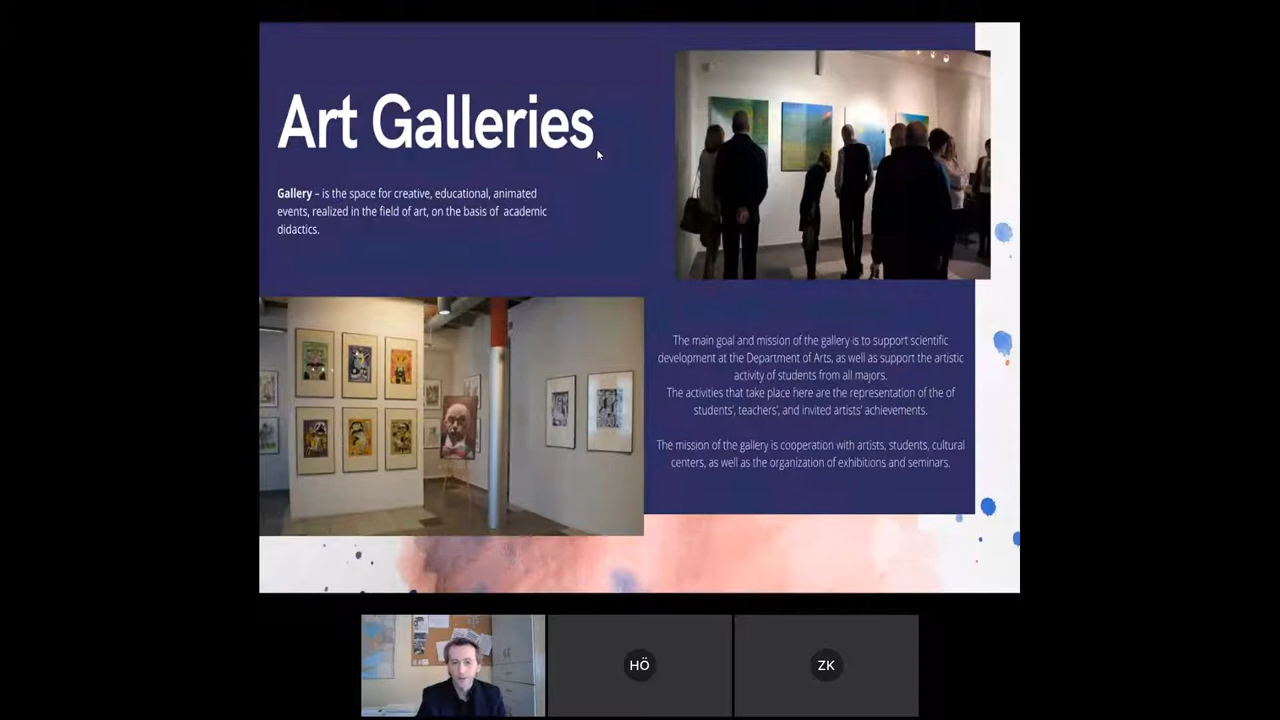 Art Galleries
Gallery – is the space for creative, educational, animated
events, realized in the field of art, on the basis of academic
didactics.
The main goal and mission of the gallery is to support scientific
development at the Department of Arts, as well as support the artistic
activity of students from all majors.
The activities that take place here are the representation of the of
students', teachers', and invited artists' achievements.
The mission of the gallery is cooperation with artists, students, cultural
centers, as well as the organization of exhibitions and seminars.
HÖ
ZK